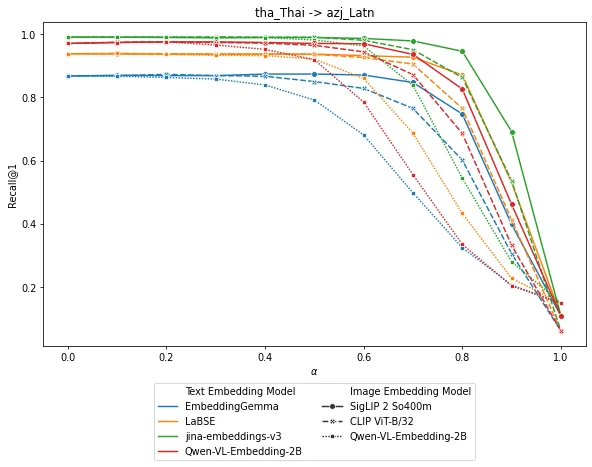 tha_Thai -> azj_Latn
1.0
0.8
0.6
0.4
0.2
Recall@1
0.0 0.2 0.4 0.6 0.8 1.0
α
Text Embedding Model Image Embedding Model
EmbeddingGemma SigLIP 2 So400m
LaBSE CLIP ViT-B/32
jina-embeddings-v3 Qwen-VL-Embedding-2B
Qwen-VL-Embedding-2B